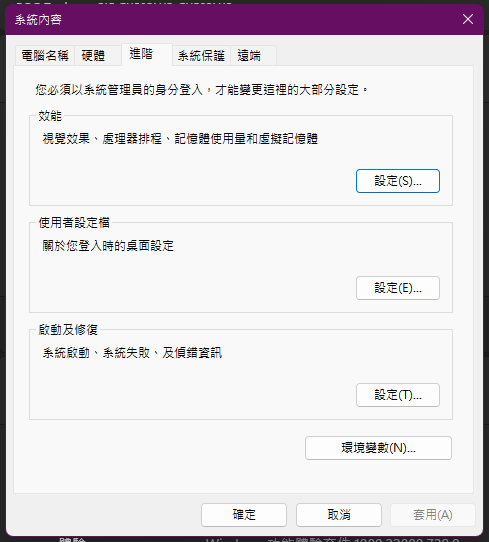 系統內容
電腦名稱 硬體 進階 系統保護 遠端
您必須以系統管理員的身分登入，才能變更這裡的大部分設定。
效能
視覺效果、處理器排程、記憶體使用量和虛擬記憶體
設定(S)...
使用者設定檔
關於您登入時的桌面設定
設定(E)...
啟動及修復
系統啟動、系統失敗、及偵錯資訊
設定(T)...
環境變數(N)...
確定 取消 套用(A)